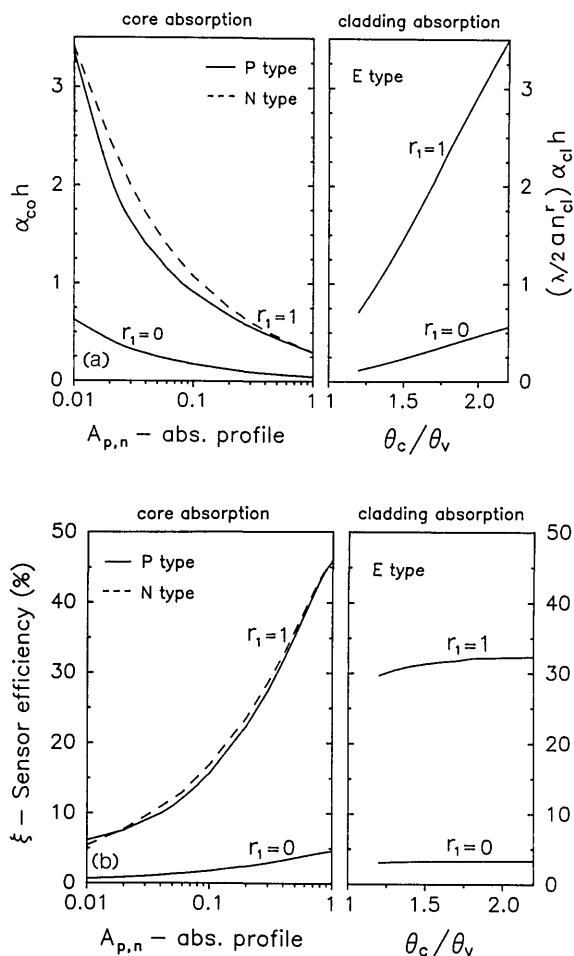 core absorption
cladding absorption
P type
N type
E type
r₁=1
r₁=0
r₁=1
r₁=0
(a)
3
2
1
0
3
2
1
0
α_co h
(λ/2 a n^r_cl) α_cl h
0.01 0.1 1
1 1.5 2.0
A_p,n – abs. profile
θ_c/θ_v
core absorption
cladding absorption
50
40
30
20
10
0
50
40
30
20
10
0
P type
N type
E type
r₁=1
r₁=0
r₁=1
r₁=0
(b)
ξ – Sensor efficiency (%)
0.01 0.1 1
1 1.5 2.0
A_p,n – abs. profile
θ_c/θ_v